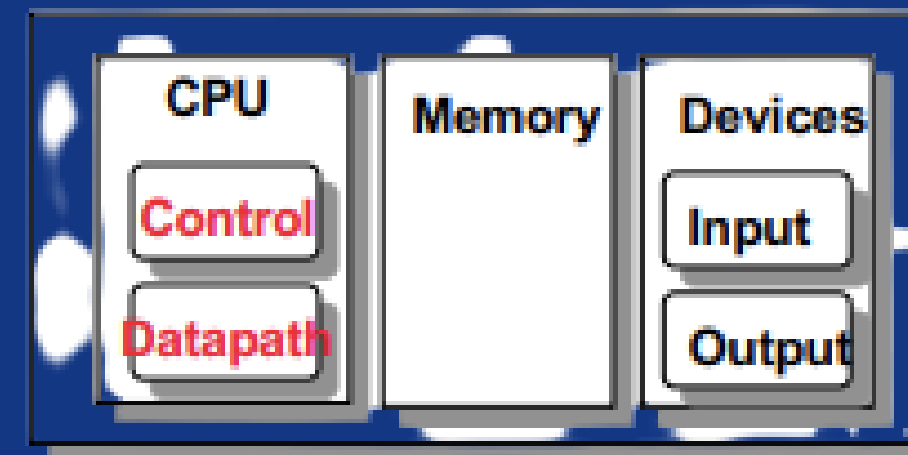 CPU
Control
Datapath
Memory
Devices
Input
Output